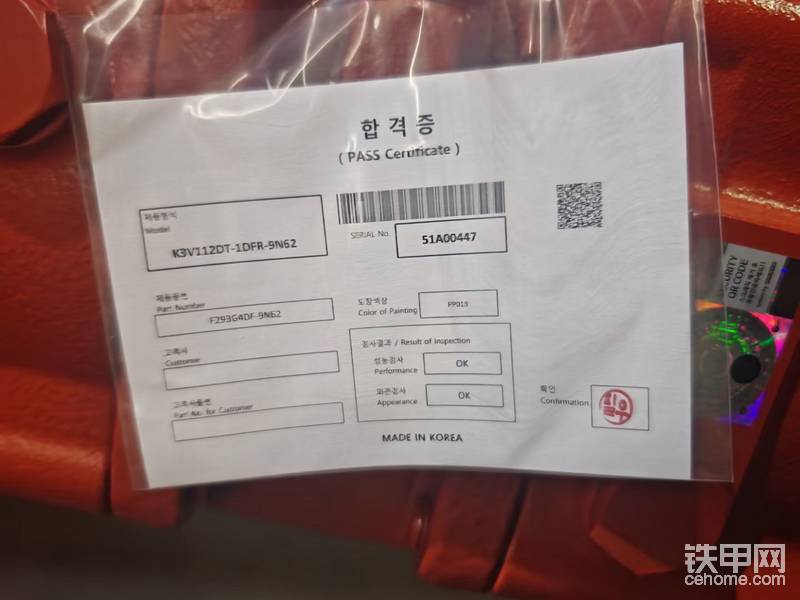 합격증
( PASS Certificate )
제품형식
Model
K3V112DT-1DFR-9N62
SERIAL No.
51A00447
제품품번
Part Number
F293G4DF-9N62
도장색상
Color of Painting
PP019
고객사
Customer
검사결과 / Result of Inspection
성능검사
Performance
OK
외관검사
Appearance
OK
고객사품번
Part No. for Customer
확인
Confirmation
MADE IN KOREA
QR CODE
铁甲网
cehome.com